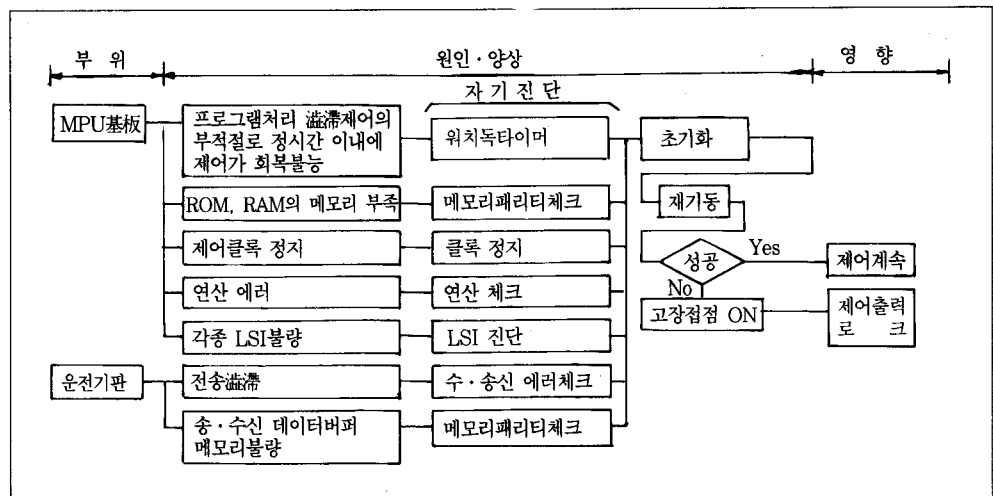 부 위
원인·양상
영 향
자 기 진 단
MPU基板
프로그램처리 澁滯제어의
부적절로 정시간 이내에
제어가 회복불능
워치독타이머
초기화
ROM, RAM의 메모리 부족
메모리패리티체크
재기동
제어클록 정지
클록 정지
성공
Yes
제어계속
연산 에러
연산 체크
No
고장접점 ON
제어출력
로 크
각종 LSI불량
LSI 진단
운전기판
전송澁滯
수·송신 에러체크
송·수신 데이터버퍼
메모리불량
메모리패리티체크